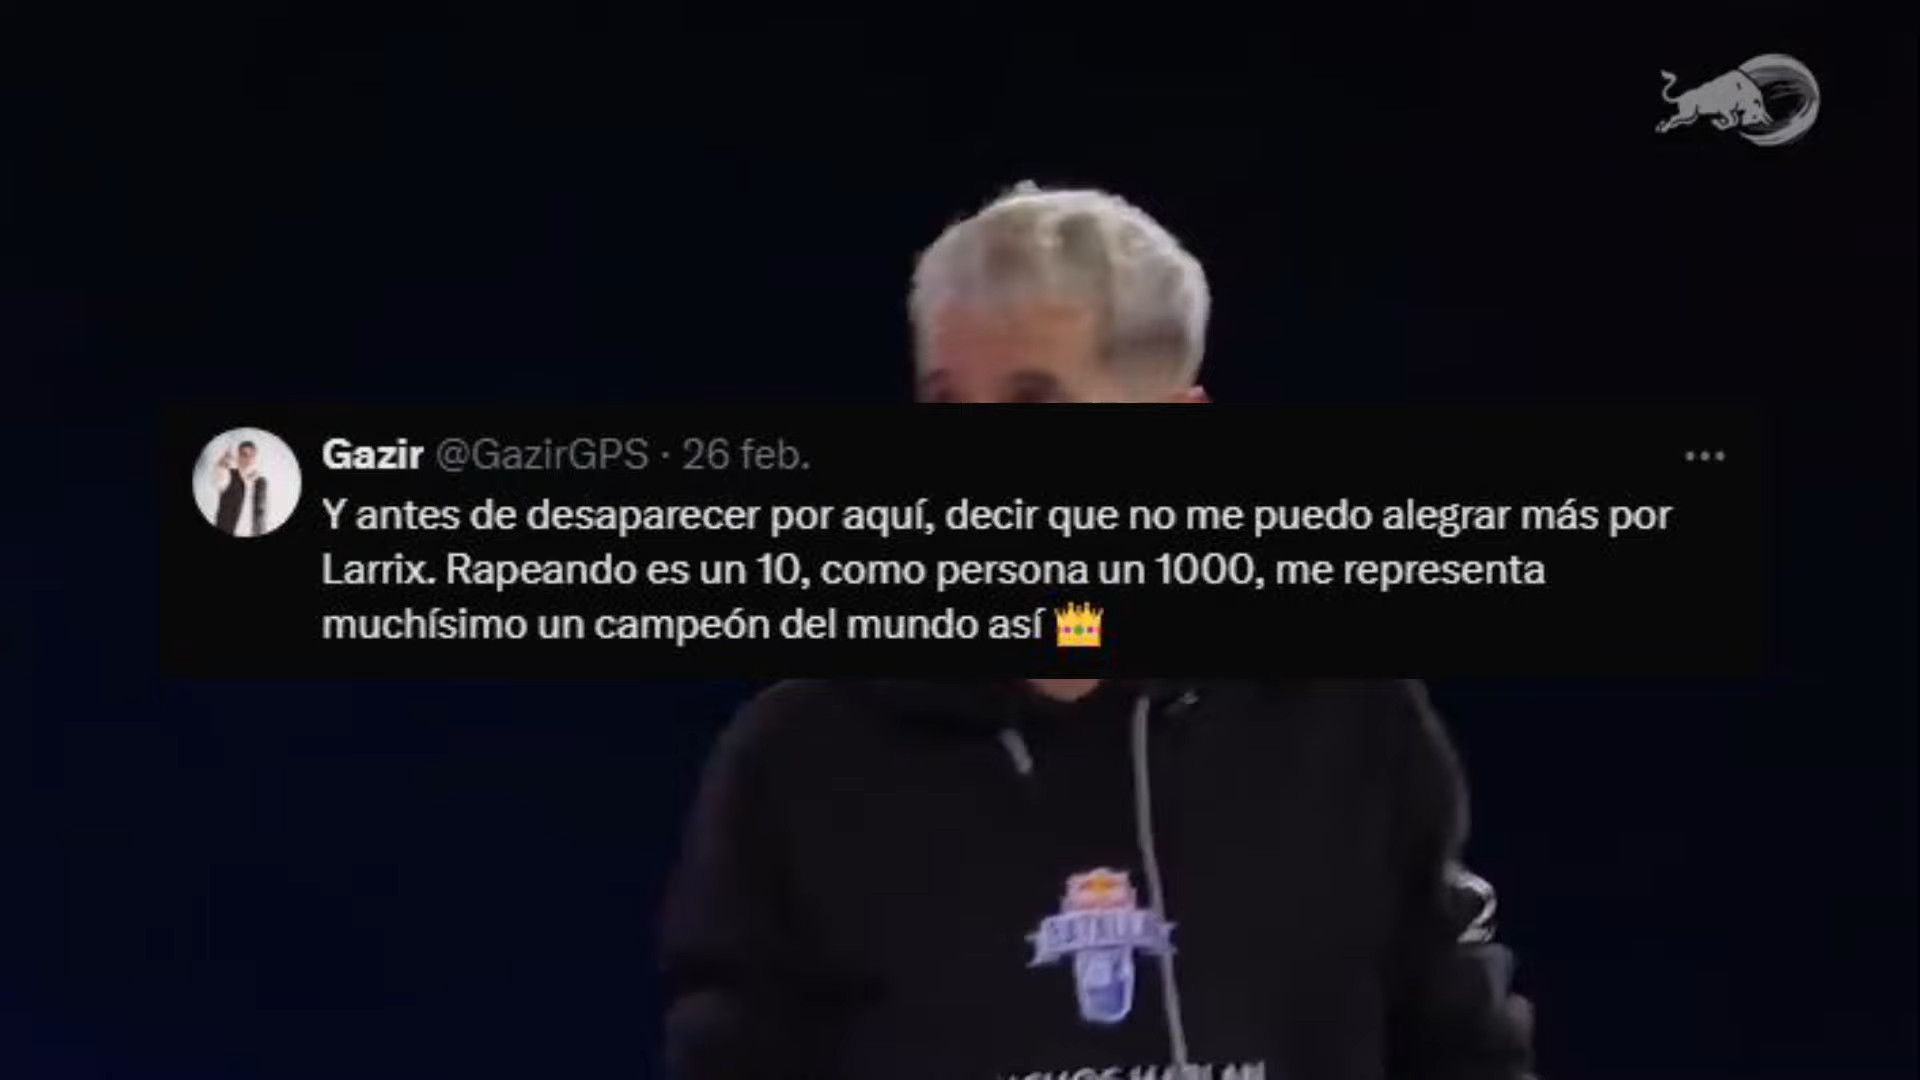 Gazir @GazirGPS · 26 feb.
Y antes de desaparecer por aquí, decir que no me puedo alegrar más por
Larrix. Rapeando es un 10, como persona un 1000, me representa
muchísimo un campeón del mundo así 👑
BATALLA